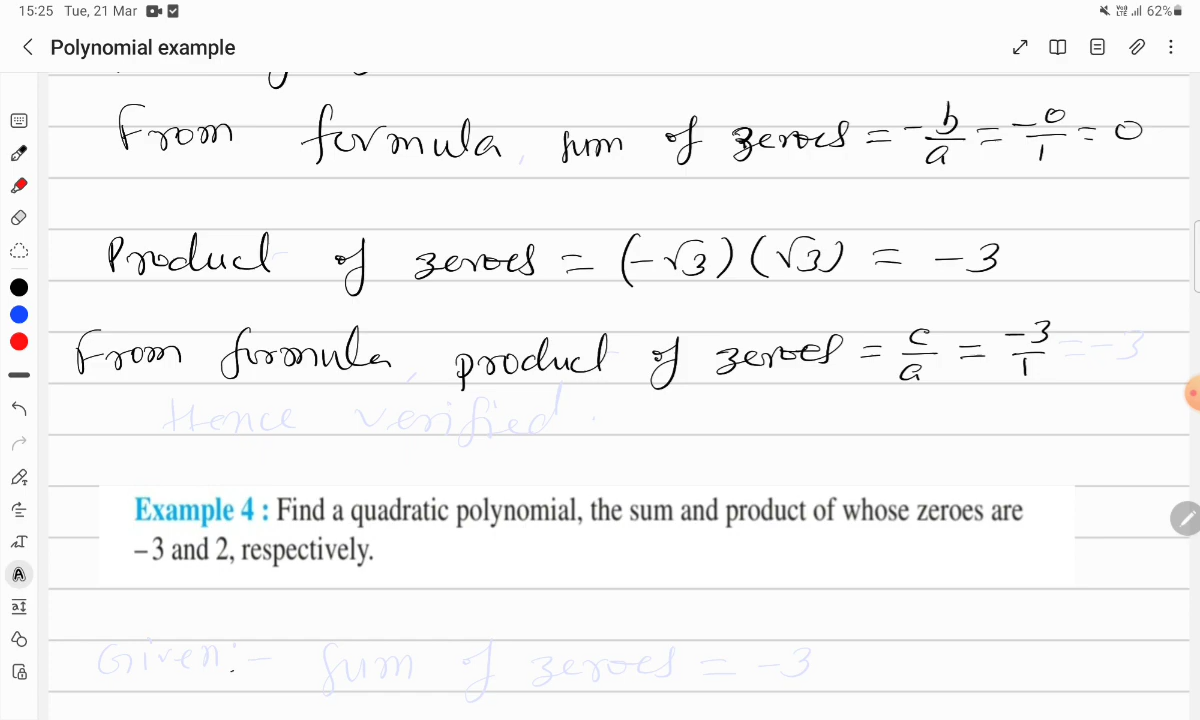 15:25 Tue, 21 Mar 62%
Polynomial example
From formula, sum of zeroes = -b/a = -0/1 = 0
Product of zeroes = (-√3)(√3) = -3
From formula, product of zeroes = c/a = -3/1 = -3
Hence verified.
Example 4 : Find a quadratic polynomial, the sum and product of whose zeroes are
– 3 and 2, respectively.
Given:- Sum of zeroes = -3